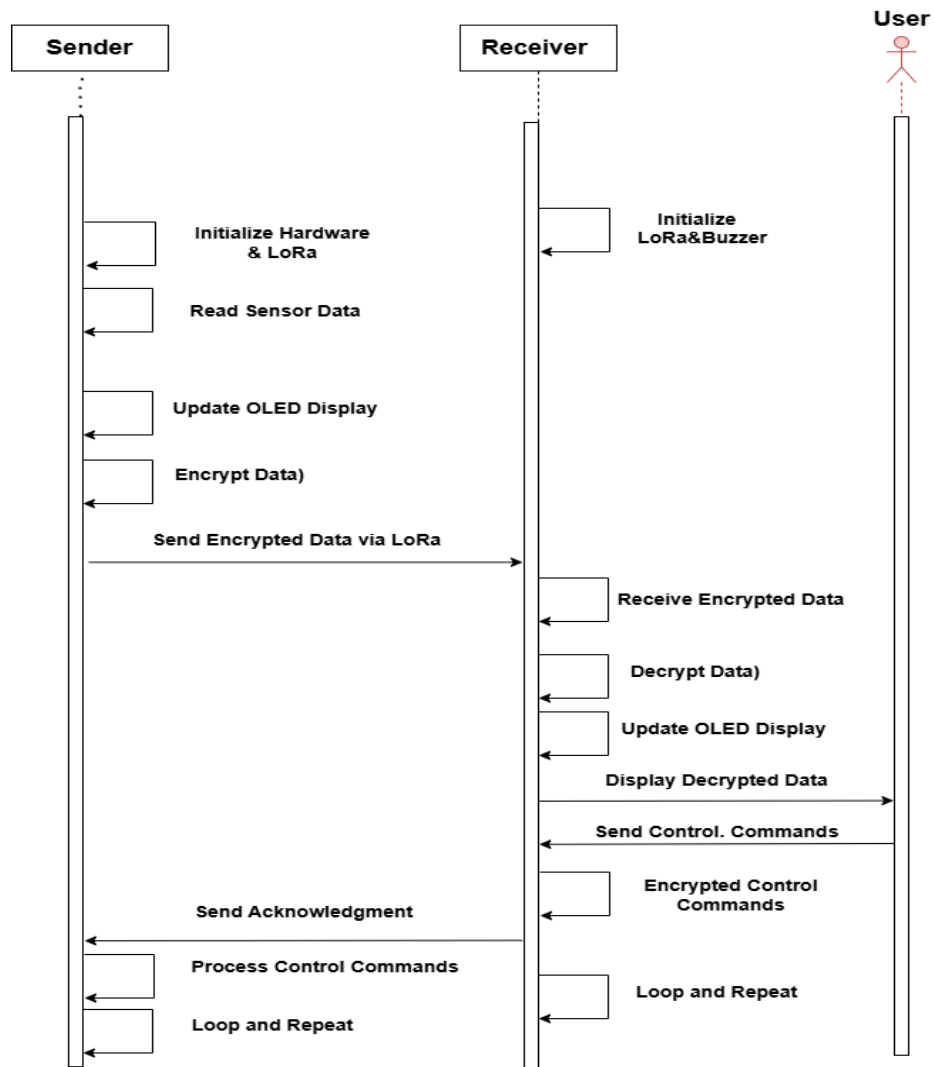 User
Sender
Receiver
Initialize Hardware
& LoRa
Initialize
LoRa&Buzzer
Read Sensor Data
Update OLED Display
Encrypt Data)
Send Encrypted Data via LoRa
Receive Encrypted Data
Decrypt Data)
Update OLED Display
Display Decrypted Data
Send Control. Commands
Encrypted Control
Commands
Send Acknowledgment
Process Control Commands
Loop and Repeat
Loop and Repeat